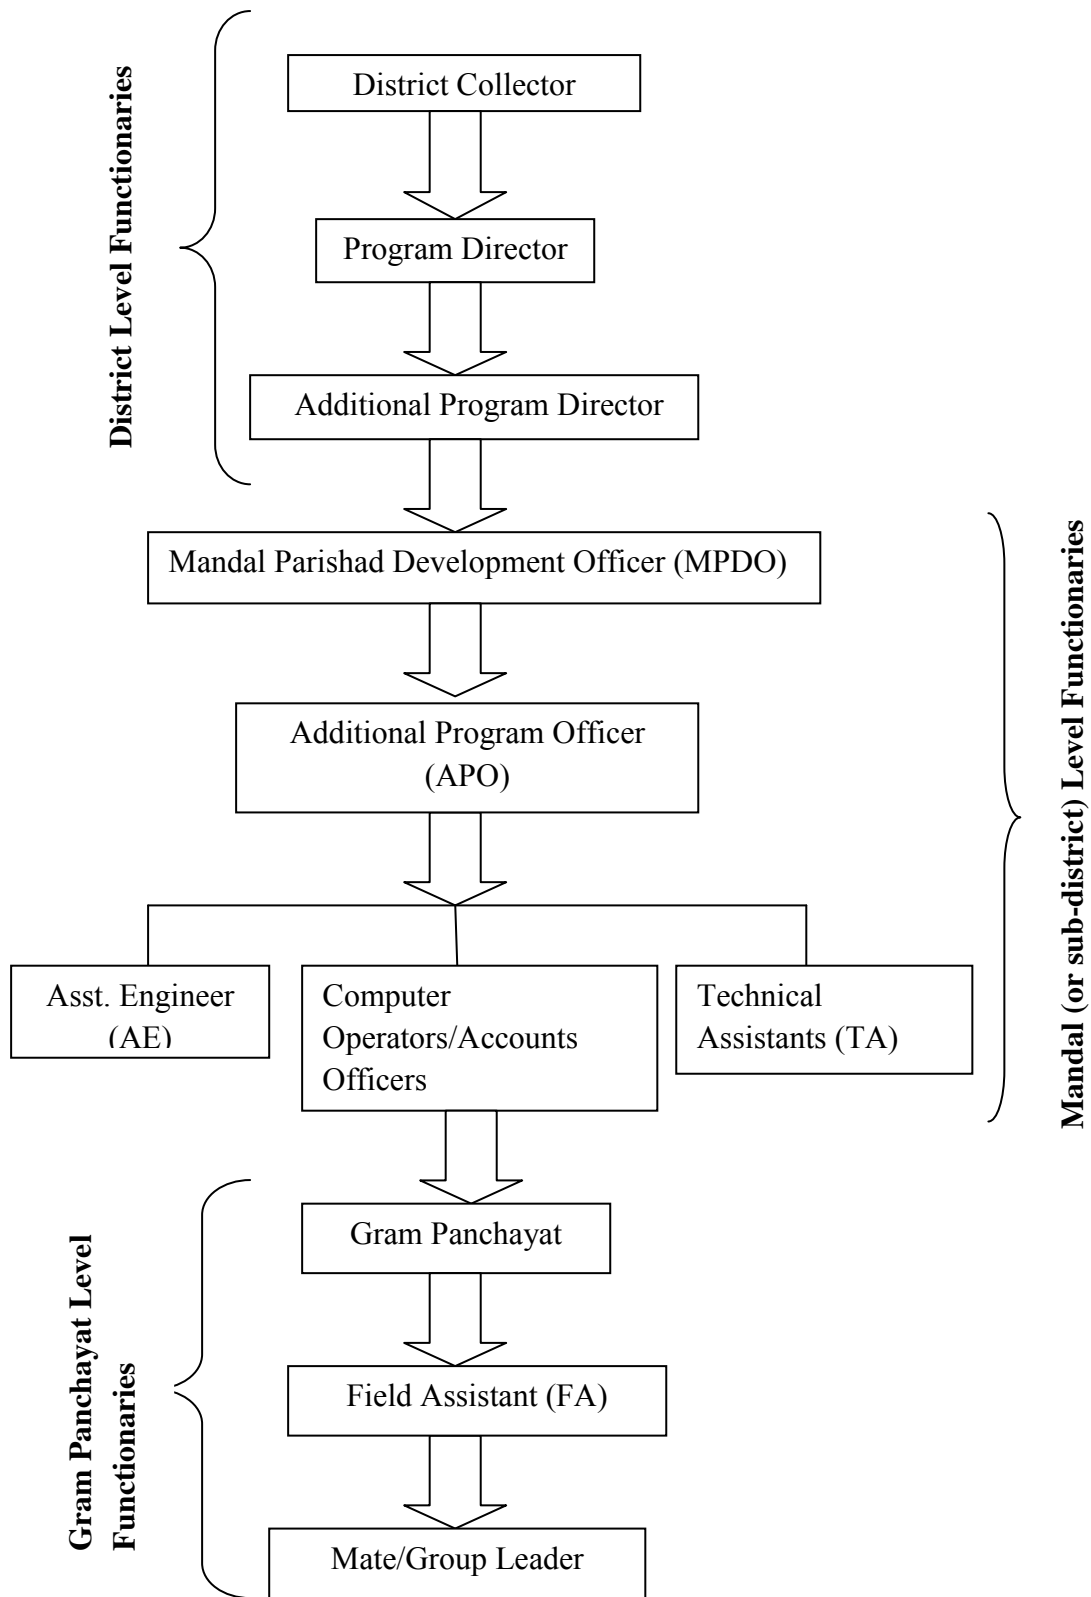 District Level Functionaries
District Collector
Program Director
Additional Program Director
Mandal (or sub-district) Level Functionaries
Mandal Parishad Development Officer (MPDO)
Additional Program Officer
(APO)
Asst. Engineer
(AE)
Computer
Operators/Accounts
Officers
Technical
Assistants (TA)
Gram Panchayat Level
Functionaries
Gram Panchayat
Field Assistant (FA)
Mate/Group Leader